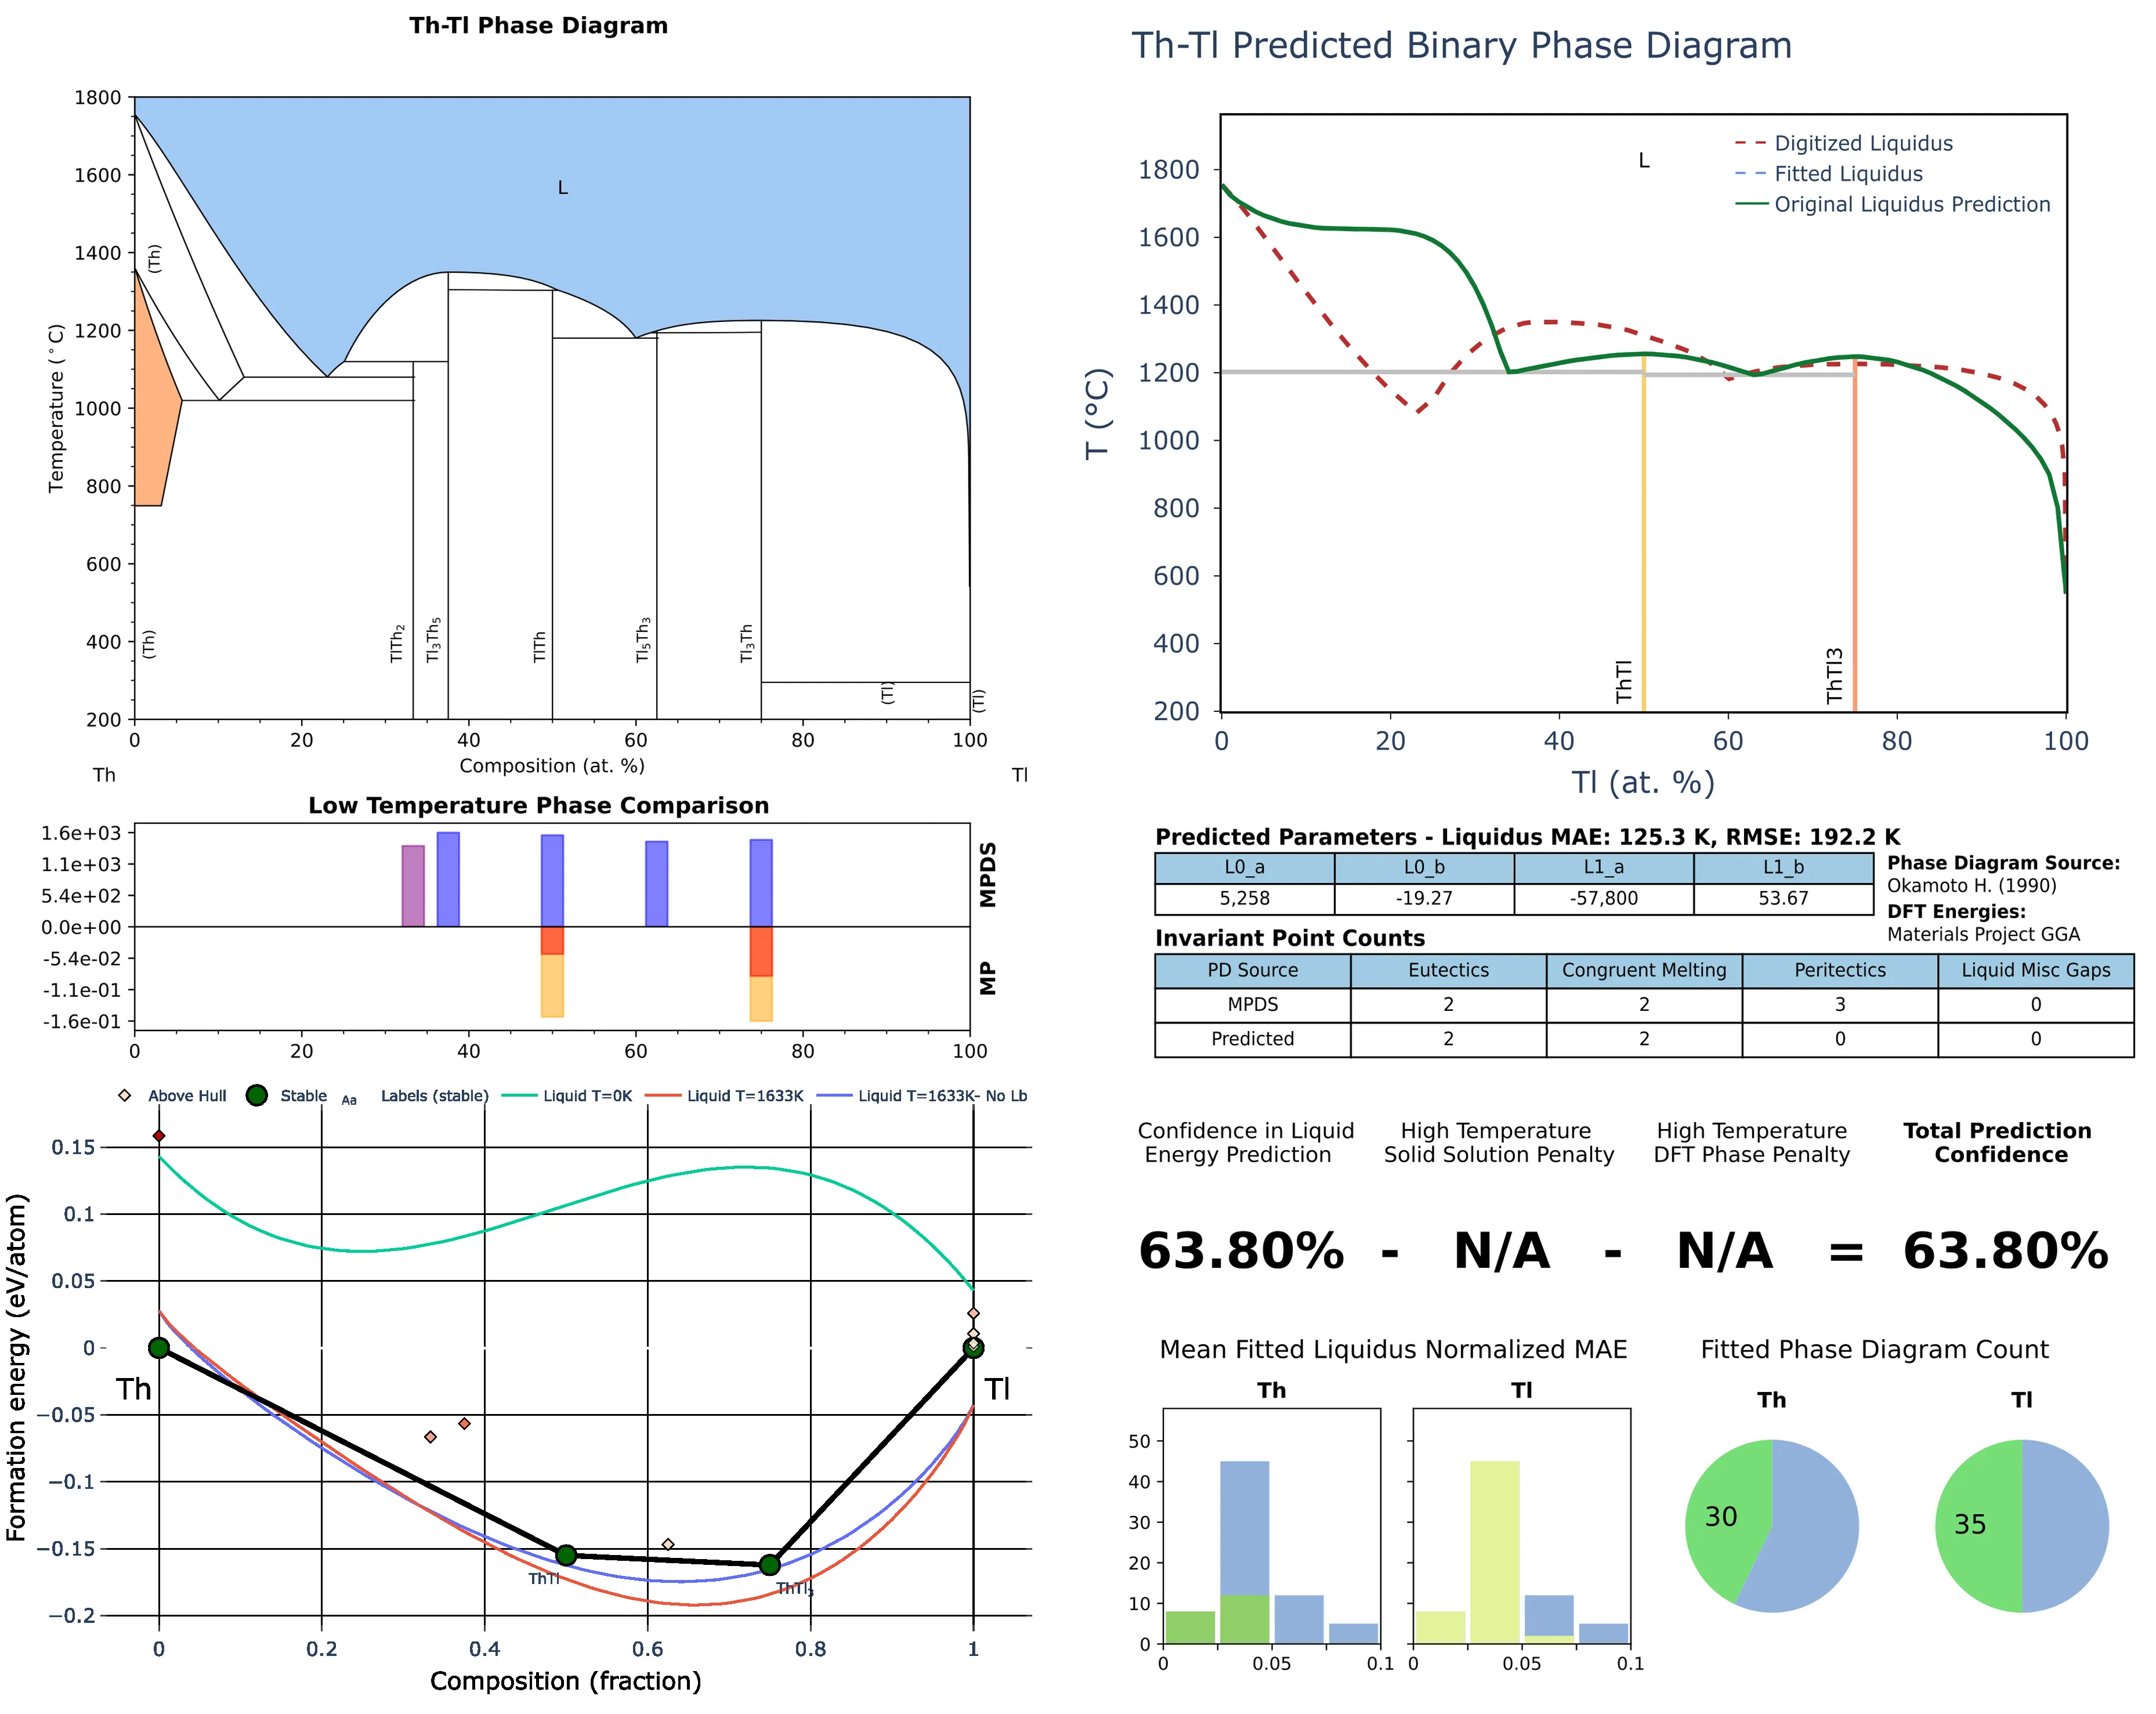 Th-Tl Phase Diagram
1800
1600
1400
1200
1000
800
600
400
200
Temperature (°C)
L
(Th)
(Th)
TlTh2
Tl3Th5
TlTh
Tl5Th3
Tl3Th
(Tl)
(Tl)
0 20 40 60 80 100
Composition (at. %)
Th Tl
Low Temperature Phase Comparison
1.6e+03
1.1e+03
5.4e+02
0.0e+00
-5.4e-02
-1.1e-01
-1.6e-01
MPDS
MP
0 20 40 60 80 100
Above Hull Stable Aa Labels (stable) Liquid T=0K Liquid T=1633K Liquid T=1633K- No Lb
0.15
0.1
0.05
0
−0.05
−0.1
−0.15
−0.2
Formation energy (eV/atom)
Th
Tl
ThTl
ThTl3
0 0.2 0.4 0.6 0.8 1
Composition (fraction)
Th-Tl Predicted Binary Phase Diagram
L
Digitized Liquidus
Fitted Liquidus
Original Liquidus Prediction
1800
1600
1400
1200
1000
800
600
400
200
T (°C)
ThTl
ThTl3
0 20 40 60 80 100
Tl (at. %)
Predicted Parameters - Liquidus MAE: 125.3 K, RMSE: 192.2 K
L0_a L0_b L1_a L1_b
5,258 -19.27 -57,800 53.67
Phase Diagram Source:
Okamoto H. (1990)
DFT Energies:
Materials Project GGA
Invariant Point Counts
PD Source Eutectics Congruent Melting Peritectics Liquid Misc Gaps
MPDS 2 2 3 0
Predicted 2 2 0 0
Confidence in Liquid
Energy Prediction
High Temperature
Solid Solution Penalty
High Temperature
DFT Phase Penalty
Total Prediction
Confidence
63.80% - N/A - N/A = 63.80%
Mean Fitted Liquidus Normalized MAE
Th
Tl
50
40
30
20
10
0
0 0.05 0.1
0 0.05 0.1
Fitted Phase Diagram Count
Th
Tl
30
35